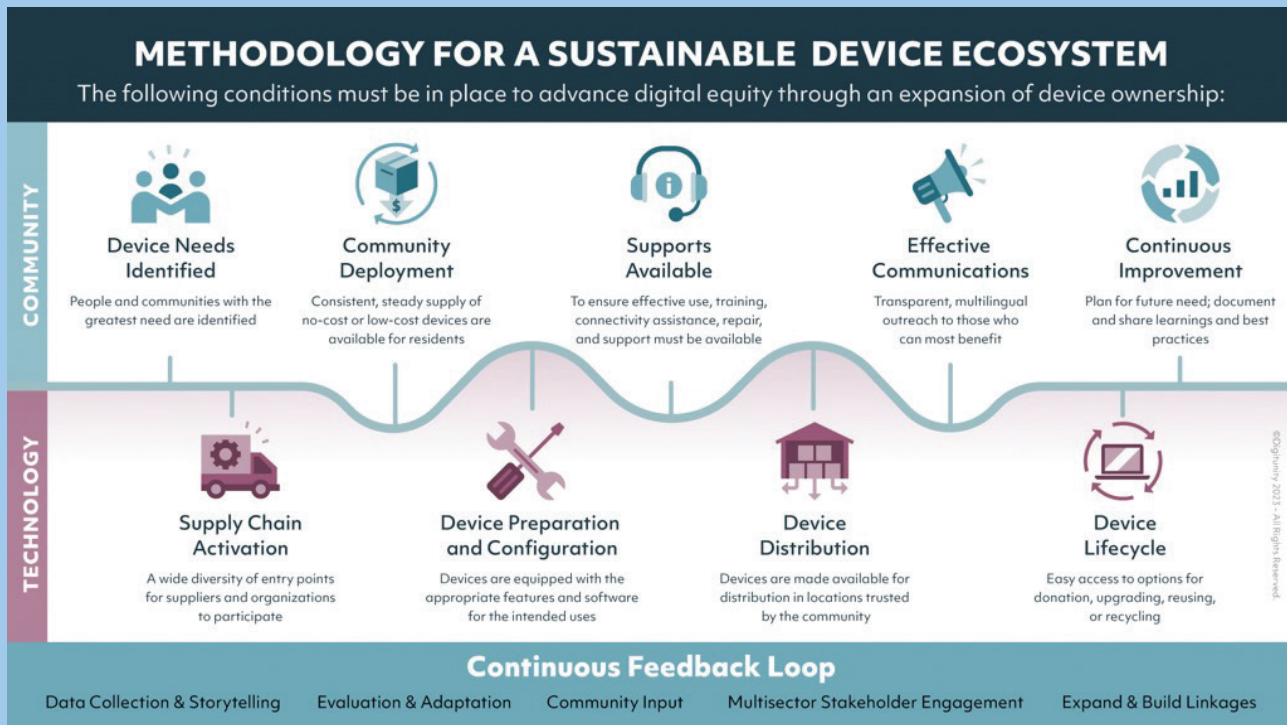 METHODOLOGY FOR A SUSTAINABLE DEVICE ECOSYSTEM
The following conditions must be in place to advance digital equity through an expansion of device ownership:
COMMUNITY
Device Needs
Identified
People and communities with the
greatest need are identified
Community
Deployment
Consistent, steady supply of
no-cost or low-cost devices are
available for residents
$
Supports
Available
To ensure effective use, training,
connectivity assistance, repair,
and support must be available
i
Effective
Communications
Transparent, multilingual
outreach to those who
can most benefit
Continuous
Improvement
Plan for future need; document
and share learnings and best
practices
TECHNOLOGY
Supply Chain
Activation
A wide diversity of entry points
for suppliers and organizations
to participate
Device Preparation
and Configuration
Devices are equipped with the
appropriate features and software
for the intended uses
Device
Distribution
Devices are made available for
distribution in locations trusted
by the community
Device
Lifecycle
Easy access to options for
donation, upgrading, reusing,
or recycling
©Digitunity 2023 - All Rights Reserved.
Continuous Feedback Loop
Data Collection & Storytelling
Evaluation & Adaptation
Community Input
Multisector Stakeholder Engagement
Expand & Build Linkages